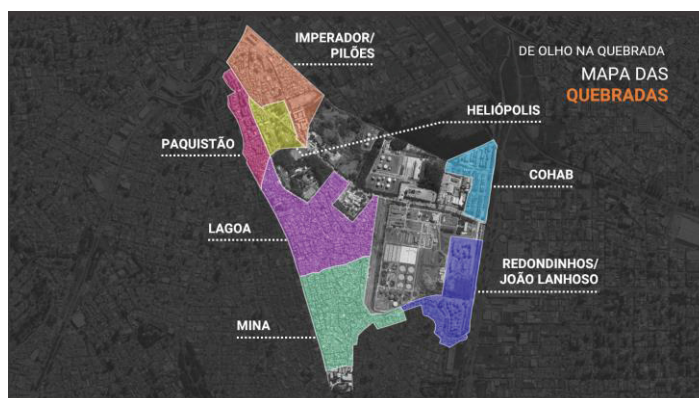 IMPERADOR/
PILÕES
DE OLHO NA QUEBRADA
MAPA DAS
QUEBRADAS
HELIÓPOLIS
PAQUISTÃO
COHAB
LAGOA
REDONDINHOS/
JOÃO LANHOSO
MINA